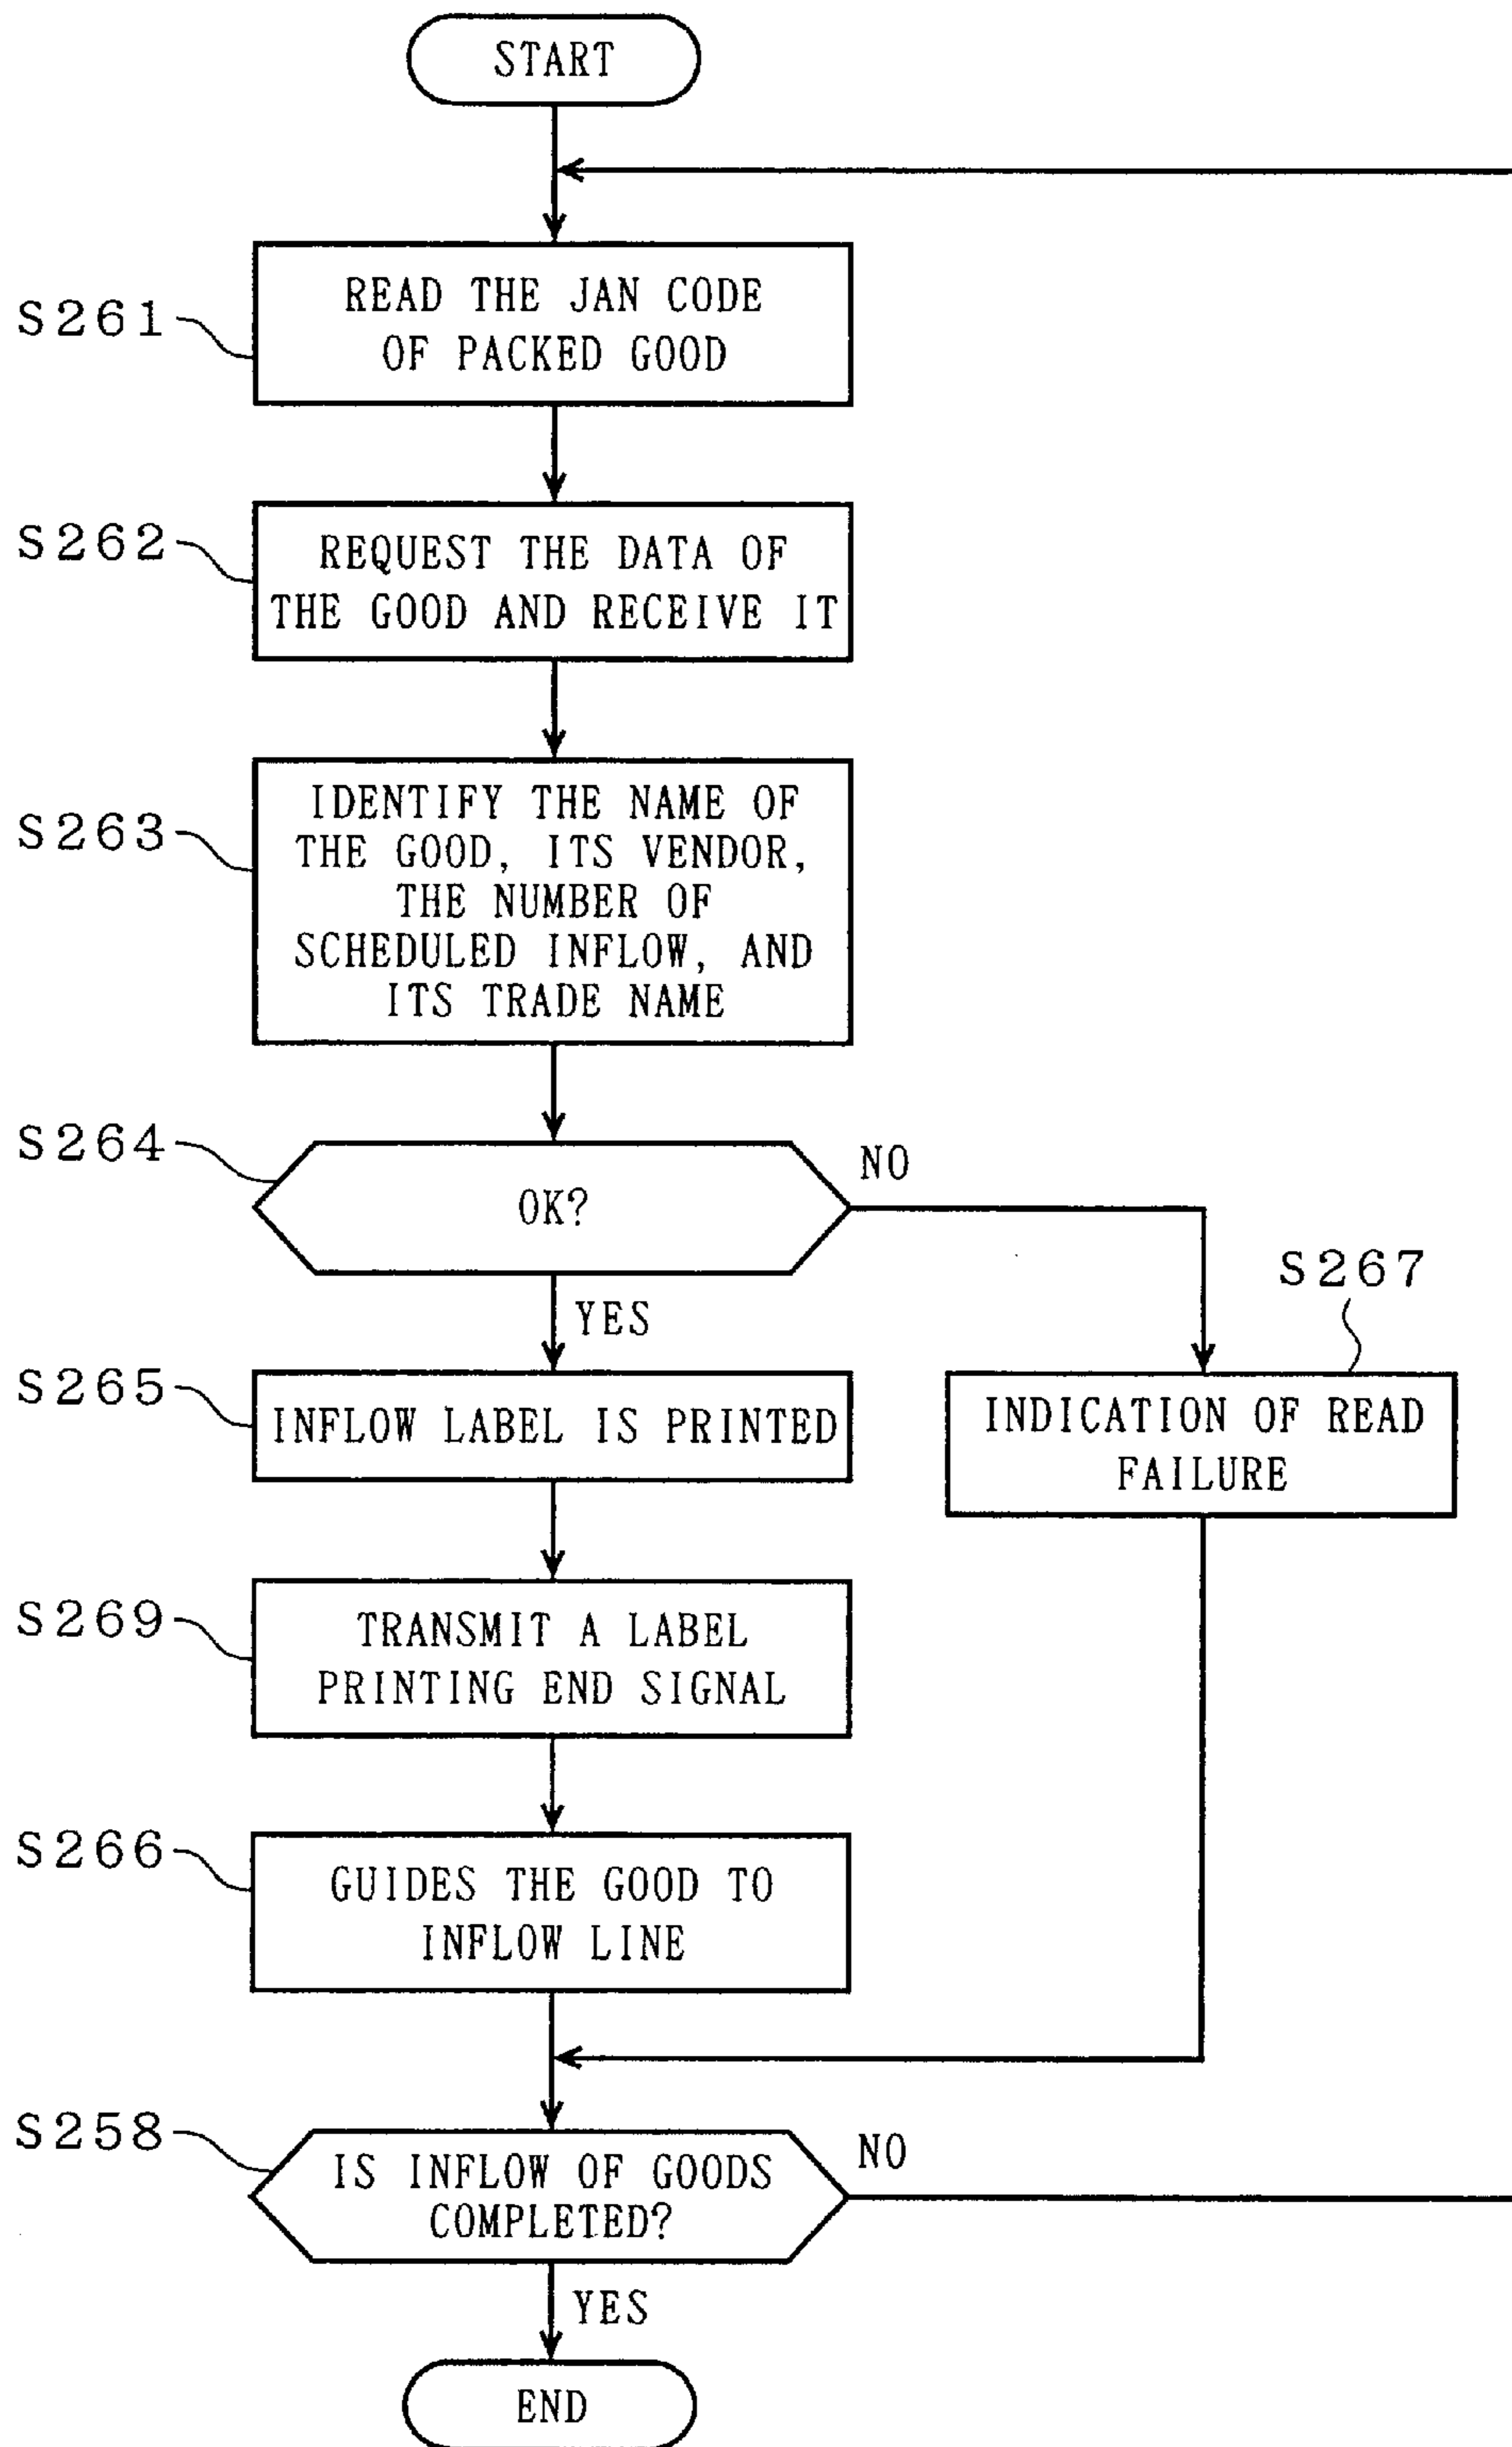 START
S261
READ THE JAN CODE
OF PACKED GOOD
S262
REQUEST THE DATA OF
THE GOOD AND RECEIVE IT
S263
IDENTIFY THE NAME OF
THE GOOD, ITS VENDOR,
THE NUMBER OF
SCHEDULED INFLOW, AND
ITS TRADE NAME
S264
OK?
NO
YES
S267
INDICATION OF READ
FAILURE
S265
INFLOW LABEL IS PRINTED
S269
TRANSMIT A LABEL
PRINTING END SIGNAL
S266
GUIDES THE GOOD TO
INFLOW LINE
S258
IS INFLOW OF GOODS
COMPLETED?
NO
YES
END